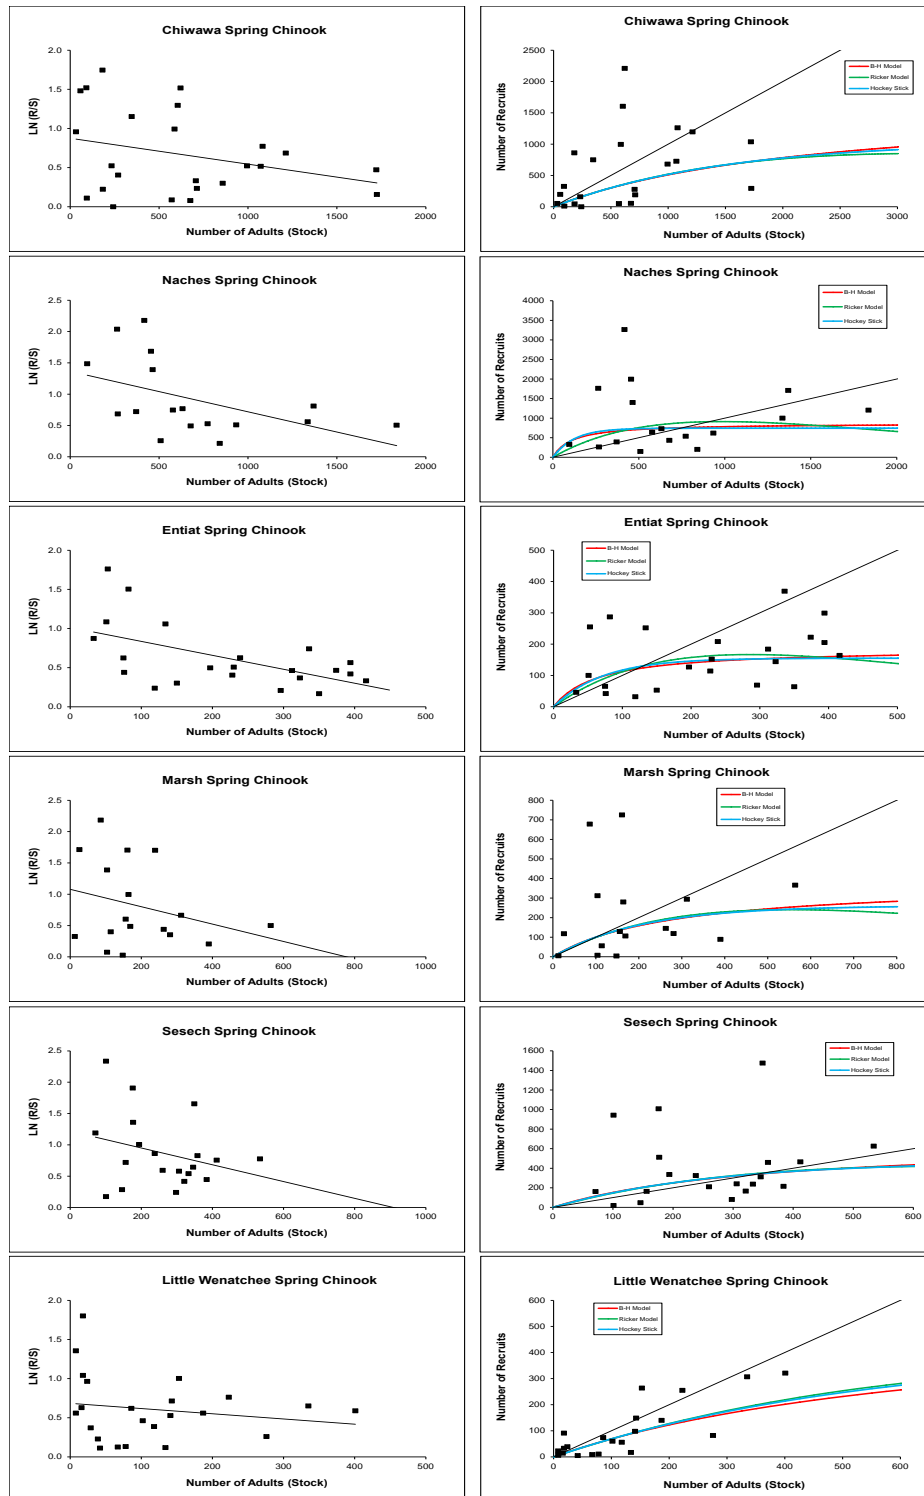 Chiwawa Spring Chinook
2.0
1.5
1.0
0.5
0.0
LN (R/S)
0 500 1000 1500 2000
Number of Adults (Stock)
Chiwawa Spring Chinook
2500
2000
1500
1000
500
0
Number of Recruits
B-H Model
Ricker Model
Hockey Stick
0 500 1000 1500 2000 2500 3000
Number of Adults (Stock)
Naches Spring Chinook
2.5
2.0
1.5
1.0
0.5
0.0
LN (R/S)
0 500 1000 1500 2000
Number of Adults (Stock)
Naches Spring Chinook
4000
3500
3000
2500
2000
1500
1000
500
0
Number of Recruits
B-H Model
Ricker Model
Hockey Stick
0 500 1000 1500 2000
Number of Adults (Stock)
Entiat Spring Chinook
2.0
1.5
1.0
0.5
0.0
LN (R/S)
0 100 200 300 400 500
Number of Adults (Stock)
Entiat Spring Chinook
500
400
300
200
100
0
Number of Recruits
B-H Model
Ricker Model
Hockey Stick
0 100 200 300 400 500
Number of Adults (Stock)
Marsh Spring Chinook
2.5
2.0
1.5
1.0
0.5
0.0
LN (R/S)
0 200 400 600 800 1000
Number of Adults (Stock)
Marsh Spring Chinook
800
700
600
500
400
300
200
100
0
Number of Recruits
B-H Model
Ricker Model
Hockey Stick
0 100 200 300 400 500 600 700 800
Number of Adults (Stock)
Sesech Spring Chinook
2.5
2.0
1.5
1.0
0.5
0.0
LN (R/S)
0 200 400 600 800 1000
Number of Adults (Stock)
Sesech Spring Chinook
1600
1400
1200
1000
800
600
400
200
0
Number of Recruits
B-H Model
Ricker Model
Hockey Stick
0 100 200 300 400 500 600
Number of Adults (Stock)
Little Wenatchee Spring Chinook
2.0
1.5
1.0
0.5
0.0
LN (R/S)
0 100 200 300 400 500
Number of Adults (Stock)
Little Wenatchee Spring Chinook
600
500
400
300
200
100
0
Number of Recruits
B-H Model
Ricker Model
Hockey Stick
0 100 200 300 400 500 600
Number of Adults (Stock)